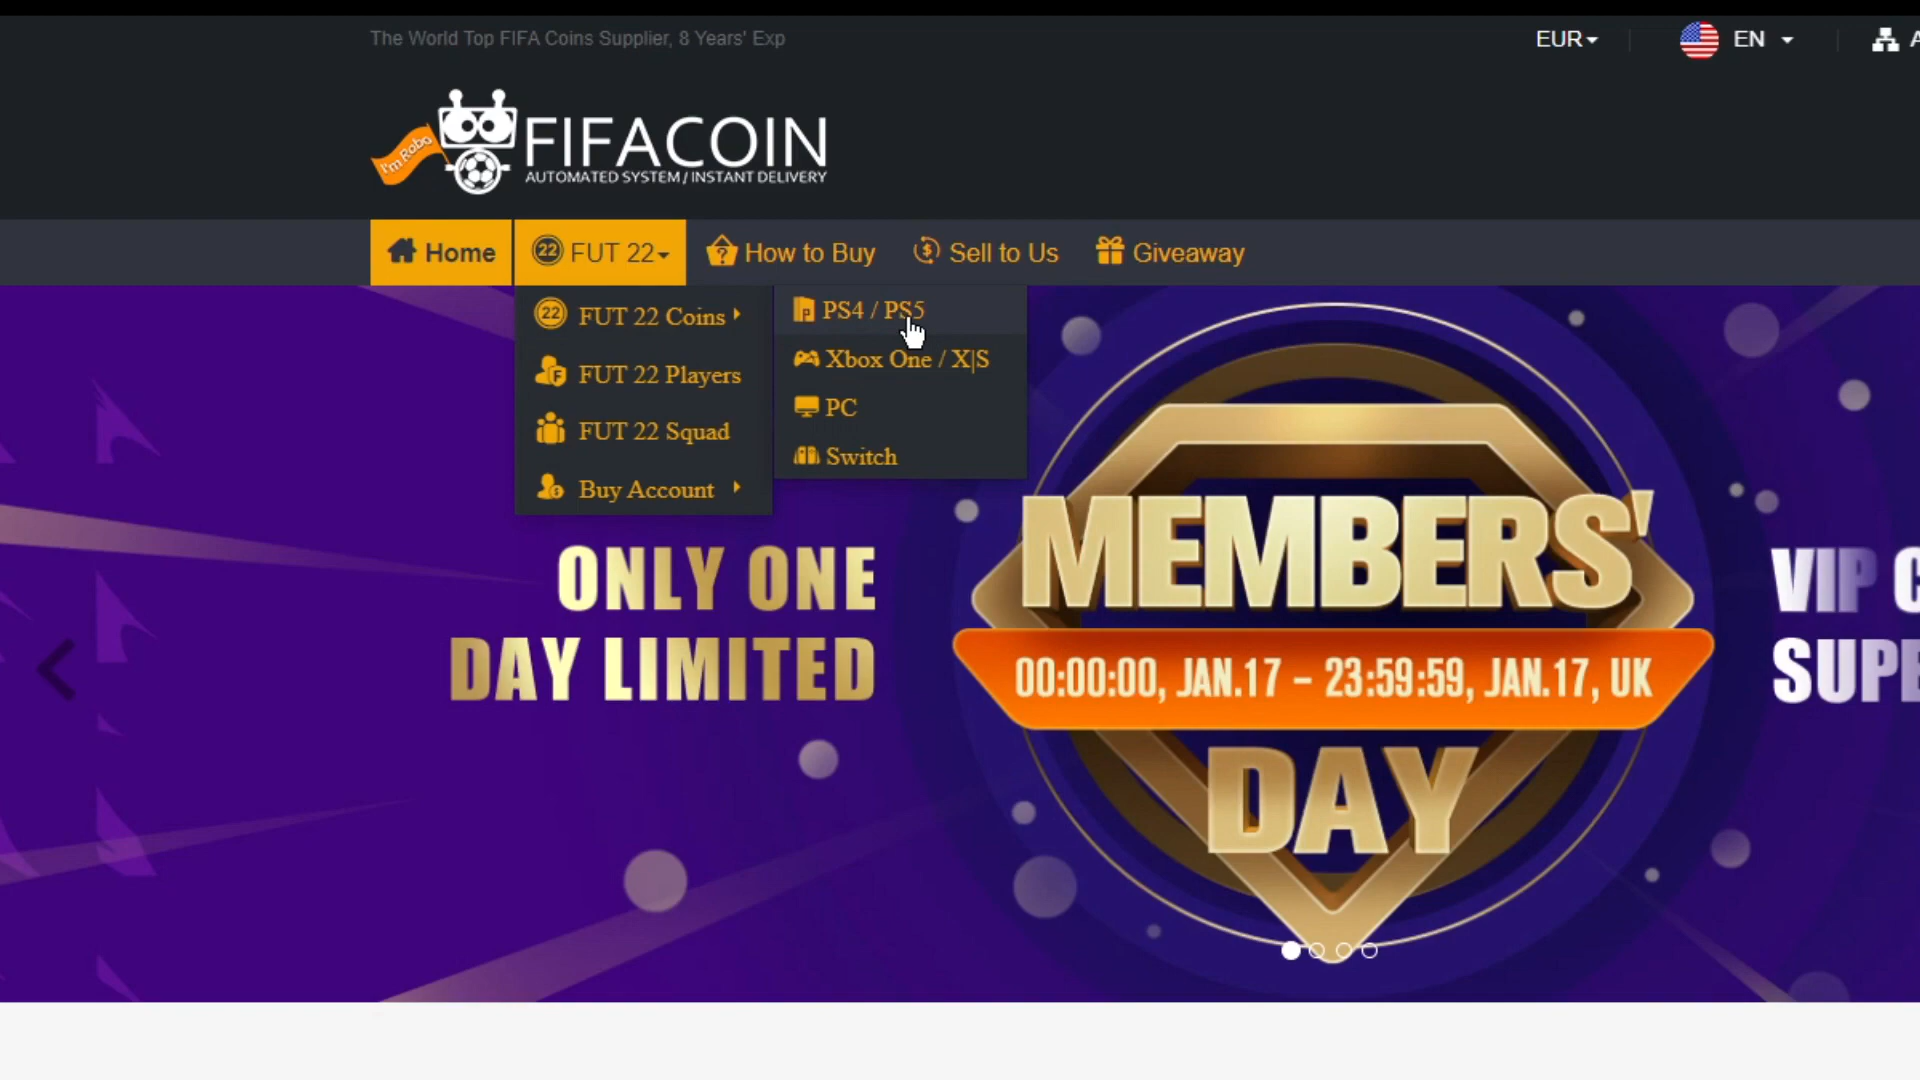 The World Top FIFA Coins Supplier, 8 Years' Exp
EUR
EN
I'm Robo
FIFACOIN
AUTOMATED SYSTEM / INSTANT DELIVERY
Home
22 FUT 22
How to Buy
Sell to Us
Giveaway
22 FUT 22 Coins
FUT 22 Players
FUT 22 Squad
Buy Account
PS4 / PS5
Xbox One / X|S
PC
Switch
ONLY ONE
DAY LIMITED
MEMBERS'
00:00:00, JAN.17 – 23:59:59, JAN.17, UK
DAY
VIP